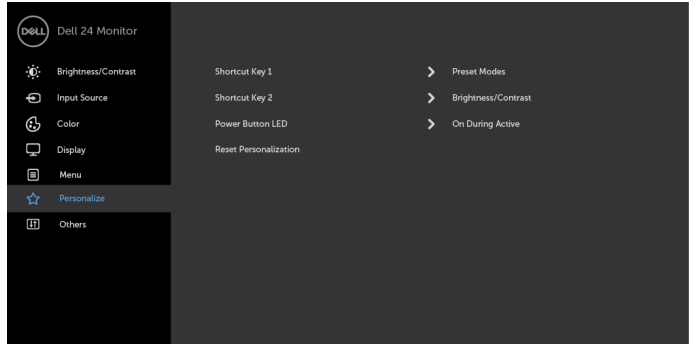 DELL
Dell 24 Monitor
Brightness/Contrast
Input Source
Color
Display
Menu
Personalize
Others
Shortcut Key 1
Preset Modes
Shortcut Key 2
Brightness/Contrast
Power Button LED
On During Active
Reset Personalization